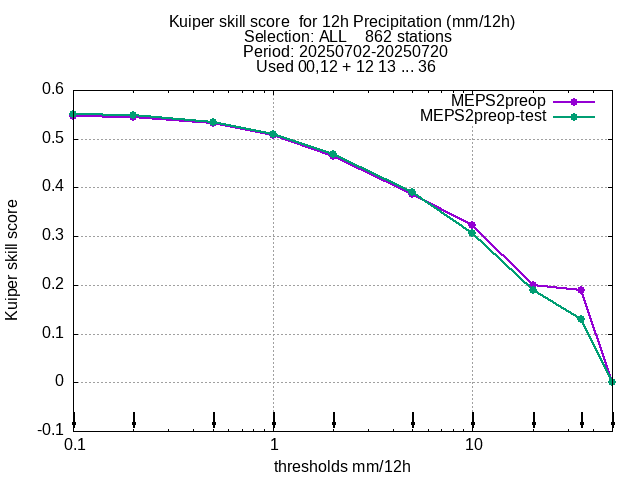 Kuiper skill score  for 12h Precipitation (mm/12h)
Selection: ALL    862 stations
Period: 20250702-20250720
Used 00,12 + 12 13 ... 36
MEPS2preop
MEPS2preop-test
0.6
0.5
0.4
0.3
0.2
0.1
0
-0.1
Kuiper skill score
0.1 1 10
thresholds mm/12h